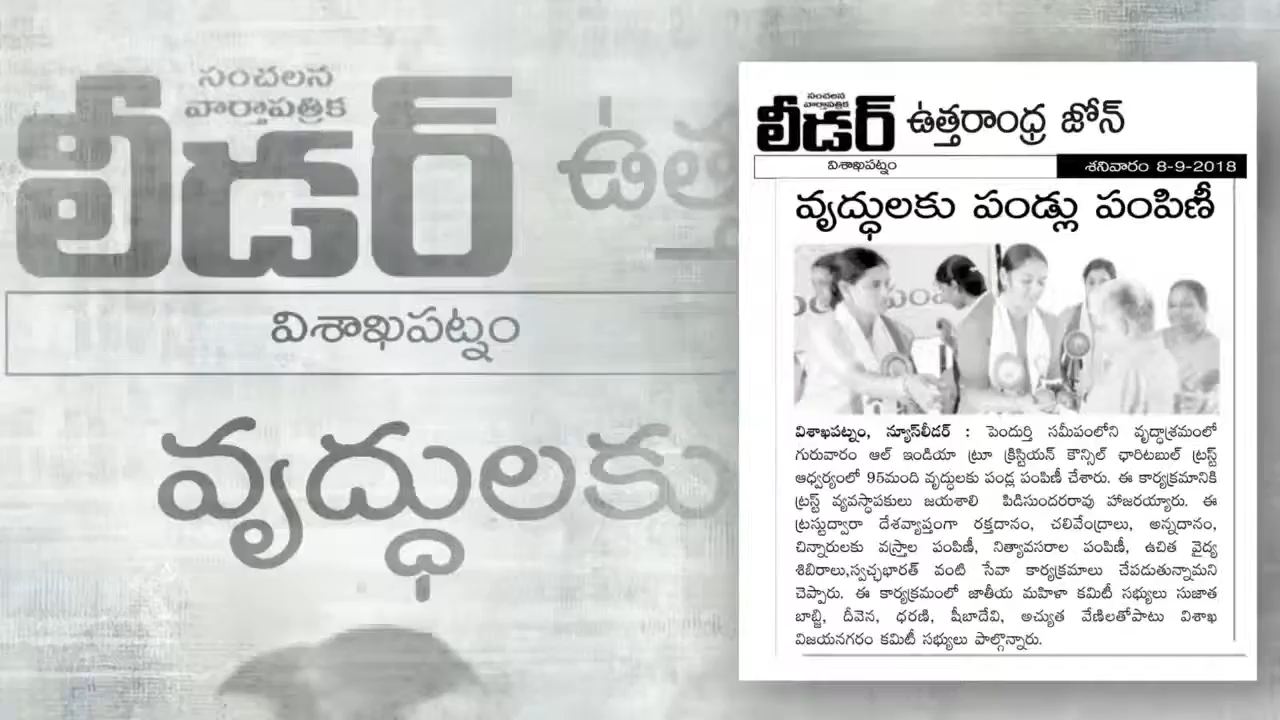 సంచలన
వార్తాపత్రిక
లీడర్ ఉత్త
విశాఖపట్నం
వృద్ధులకు
సంచలన
వార్తాపత్రిక
లీడర్ ఉత్తరాంధ్ర జోన్
విశాఖపట్నం శనివారం 8-9-2018
వృద్ధులకు పండ్లు పంపిణీ
విశాఖపట్నం, న్యూస్‌లీడర్ : పెందుర్తి సమీపంలోని వృద్ధాశ్రమంలో
గురువారం ఆల్ ఇండియా ట్రూ క్రిస్టియన్ కౌన్సిల్ ఛారిటబుల్ ట్రస్ట్
ఆధ్వర్యంలో 95మంది వృద్ధులకు పండ్ల పంపిణీ చేశారు. ఈ కార్యక్రమానికి
ట్రస్ట్ వ్యవస్థాపకులు జయశాలి పిడిసుందరరావు హాజరయ్యారు. ఈ
ట్రస్టుద్వారా దేశవ్యాప్తంగా రక్తదానం, చలివేంద్రాలు, అన్నదానం,
చిన్నారులకు వస్త్రాల పంపిణీ, నిత్యావసరాల పంపిణీ, ఉచిత వైద్య
శిబిరాలు,స్వచ్ఛభారత్ వంటి సేవా కార్యక్రమాలు చేపడుతున్నామని
చెప్పారు. ఈ కార్యక్రమంలో జాతీయ మహిళా కమిటీ సభ్యులు సుజాత
బాబ్జి, దీవెన, ధరణి, షీబాదేవి, అచ్యుత వేణిలతోపాటు విశాఖ
విజయనగరం కమిటీ సభ్యులు పాల్గొన్నారు.